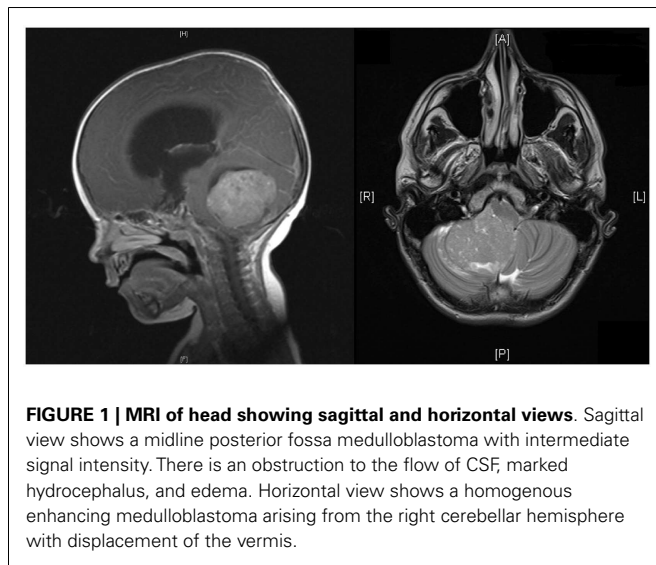 [H]
[A]
[R]
[L]
[F]
[P]
FIGURE 1 | MRI of head showing sagittal and horizontal views. Sagittal
view shows a midline posterior fossa medulloblastoma with intermediate
signal intensity. There is an obstruction to the flow of CSF, marked
hydrocephalus, and edema. Horizontal view shows a homogenous
enhancing medulloblastoma arising from the right cerebellar hemisphere
with displacement of the vermis.